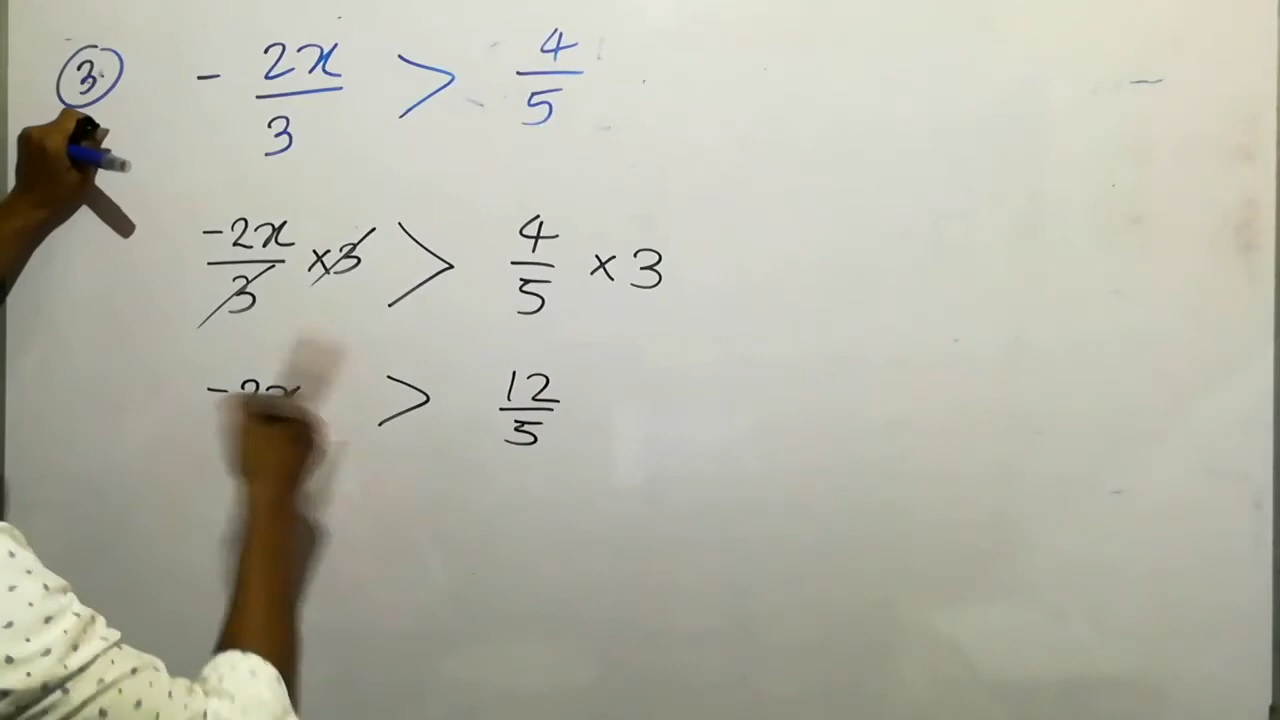 ③ - 2x/3 > 4/5
-2x/3 ×3 > 4/5 × 3
-2x > 12/5